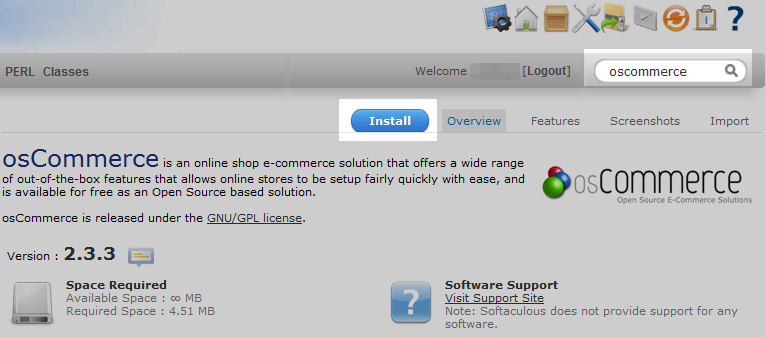 PERL Classes
Welcome [Logout]
oscommerce
Install
Overview
Features
Screenshots
Import
osCommerce is an online shop e-commerce solution that offers a wide range
of out-of-the-box features that allows online stores to be setup fairly quickly with ease, and
is available for free as an Open Source based solution.
osCommerce
Open Source E-Commerce Solutions
osCommerce is released under the GNU/GPL license.
Version : 2.3.3
Space Required
Available Space : ∞ MB
Required Space : 4.51 MB
Software Support
Visit Support Site
Note: Softaculous does not provide support for any
software.